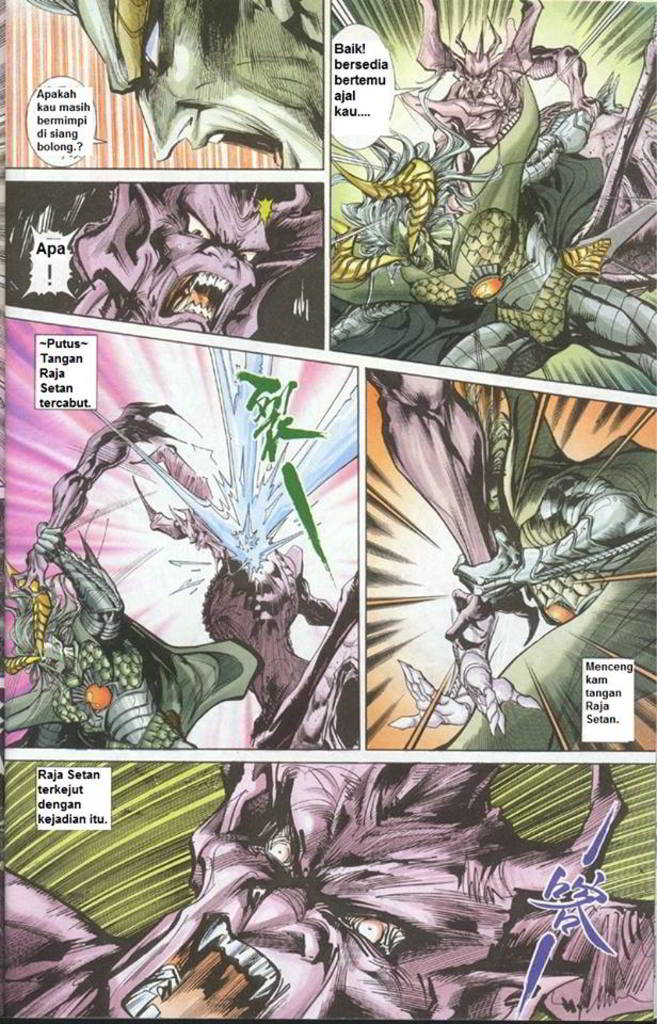 Baik!
bersedia
bertemu
ajal
kau....
Apakah
kau masih
bermimpi
di siang
bolong.?
Apa
!
Menceng
kam
tangan
Raja
Setan.
~Putus~
Tangan
Raja
Setan
tercabut.
裂
Raja Setan
terkejut
dengan
kejadian itu.